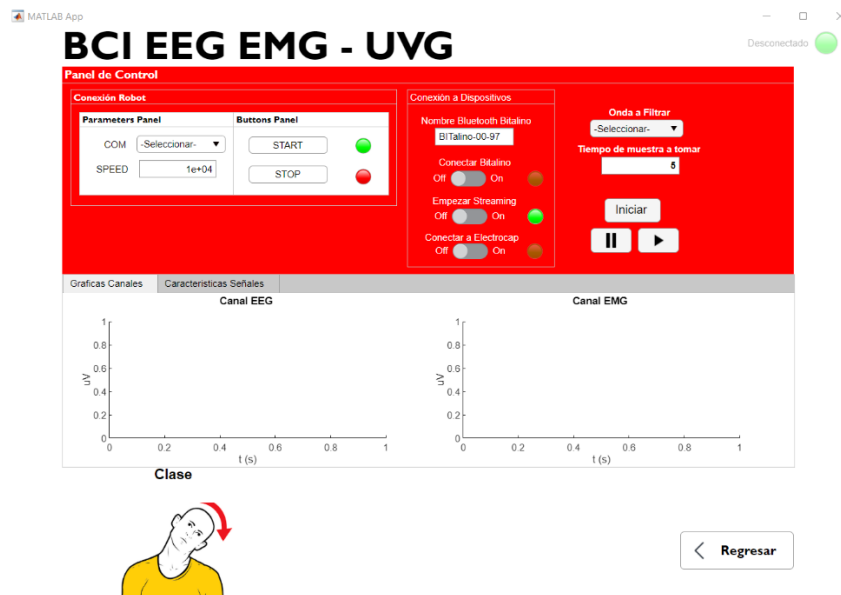 MATLAB App
BCI EEG EMG - UVG
Desconectado
Panel de Control
Conexión Robot
Parameters Panel
Buttons Panel
COM -Seleccionar-
START
SPEED 1e+04
STOP
Conexión a Dispositivos
Nombre Bluetooth Bitalino
BITalino-00-97
Conectar Bitalino
Off On
Empezar Streaming
Off On
Conectar a Electrocap
Off On
Onda a Filtrar
-Seleccionar-
Tiempo de muestra a tomar
5
Iniciar
Graficas Canales
Caracteristicas Señales
Canal EEG
1
0.8
0.6
0.4
0.2
0
uV
0 0.2 0.4 0.6 0.8 1
t (s)
Canal EMG
1
0.8
0.6
0.4
0.2
0
uV
0 0.2 0.4 0.6 0.8 1
t (s)
Clase
Regresar